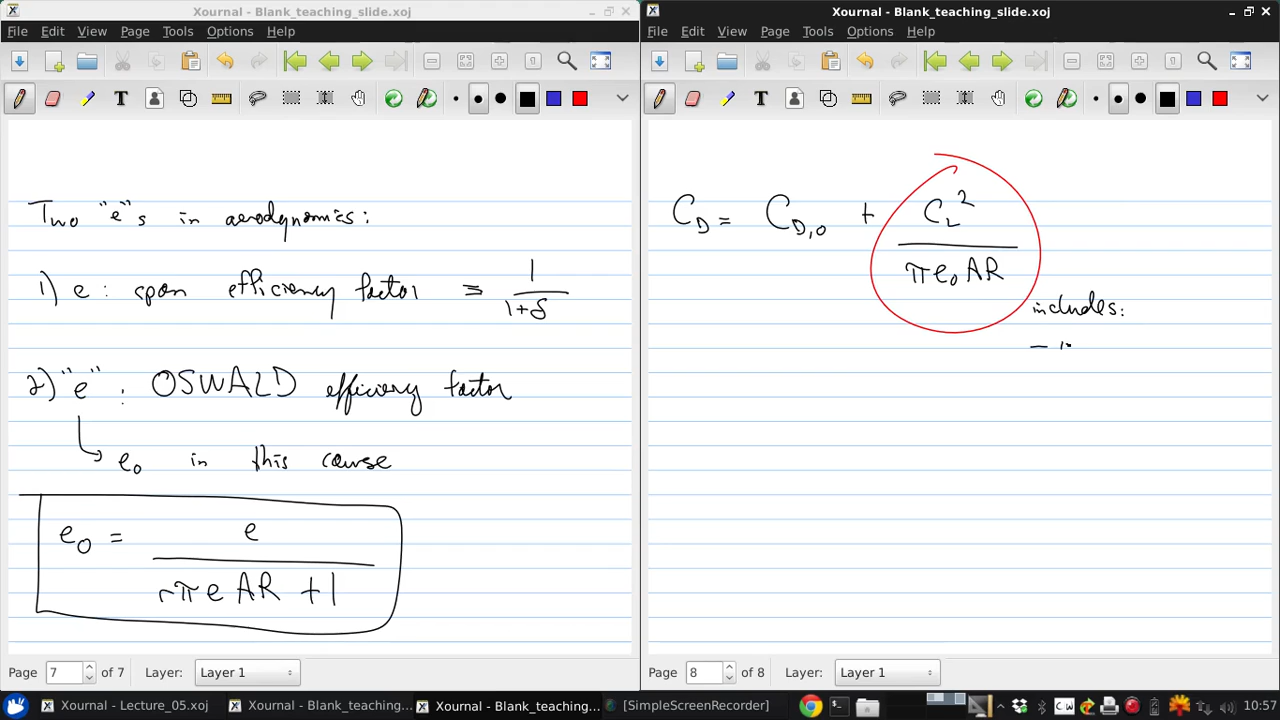 Xournal - Blank_teaching_slide.xoj
File Edit View Page Tools Options Help
Two "e"s in aerodynamics:
1) e : span efficiency factor = 1/(1+δ)
2) "e" : OSWALD efficiency factor
e₀ in this course
e₀ = e/(rπeAR + 1)
Page 7 of 7 Layer: Layer 1
Xournal - Blank_teaching_slide.xoj
File Edit View Page Tools Options Help
C_D = C_D,0 + C_L²/(πe₀AR)
includes:
-
Page 8 of 8 Layer: Layer 1
Xournal - Lecture_05.xoj Xournal - Blank_teaching... Xournal - Blank_teaching... [SimpleScreenRecorder] 10:57